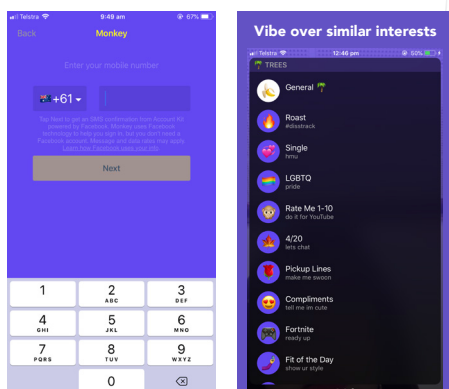 Telstra
9:49 am
67%
Back
Monkey
Enter your mobile number
+61
Tap Next to get an SMS confirmation from Account Kit
powered by Facebook. Monkey uses Facebook
technology to help you sign in, but you don't need a
Facebook account. Message and data rates may apply.
Learn how Facebook uses your info.
Next
1
2
ABC
3
DEF
4
GHI
5
JKL
6
MNO
7
PQRS
8
TUV
9
WXYZ
0
Vibe over similar interests
Telstra
12:46 pm
60%
TREES
General
Roast
#disstrack
Single
hmu
LGBTQ
pride
Rate Me 1-10
do it for YouTube
4/20
lets chat
Pickup Lines
make me swoon
Compliments
tell me im cute
Fortnite
ready up
Fit of the Day
show ur style